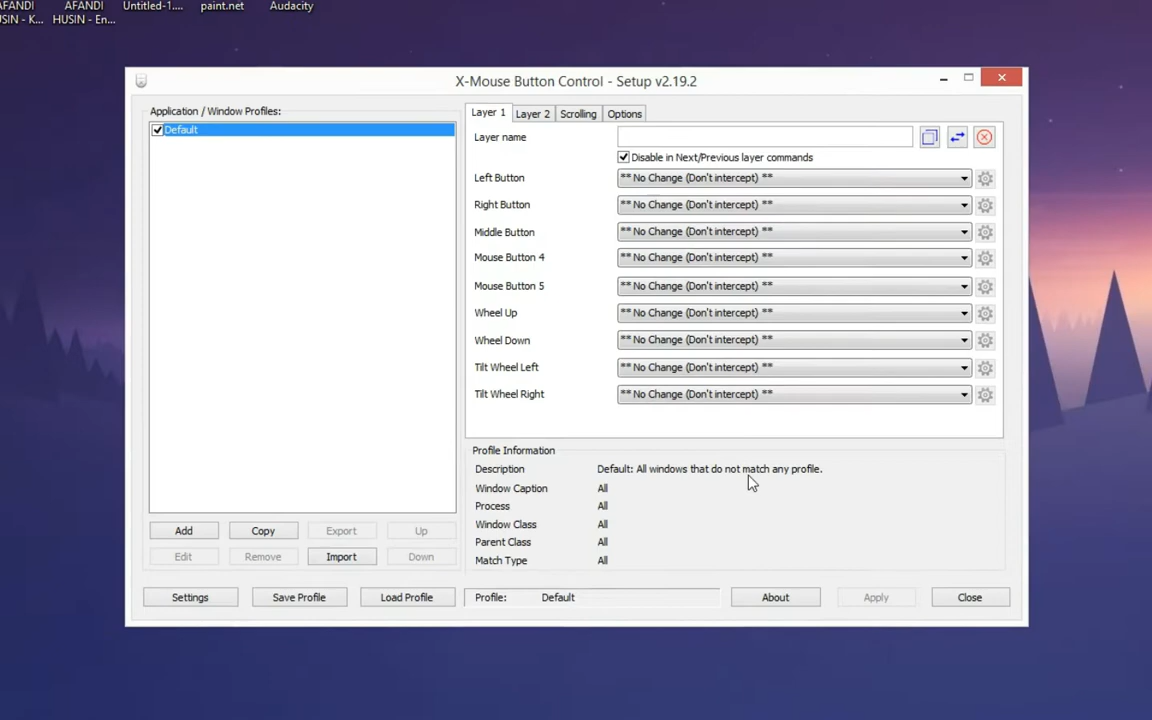 AFANDI AFANDI Untitled-1.... paint.net Audacity
USIN - K... HUSIN - En...
X-Mouse Button Control - Setup v2.19.2
Application / Window Profiles:
Default
Layer 1 Layer 2 Scrolling Options
Layer name
Disable in Next/Previous layer commands
Left Button ** No Change (Don't intercept) **
Right Button ** No Change (Don't intercept) **
Middle Button ** No Change (Don't intercept) **
Mouse Button 4 ** No Change (Don't intercept) **
Mouse Button 5 ** No Change (Don't intercept) **
Wheel Up ** No Change (Don't intercept) **
Wheel Down ** No Change (Don't intercept) **
Tilt Wheel Left ** No Change (Don't intercept) **
Tilt Wheel Right ** No Change (Don't intercept) **
Profile Information
Description Default: All windows that do not match any profile.
Window Caption All
Process All
Window Class All
Parent Class All
Match Type All
Add Copy Export Up
Edit Remove Import Down
Settings Save Profile Load Profile Profile: Default About Apply Close